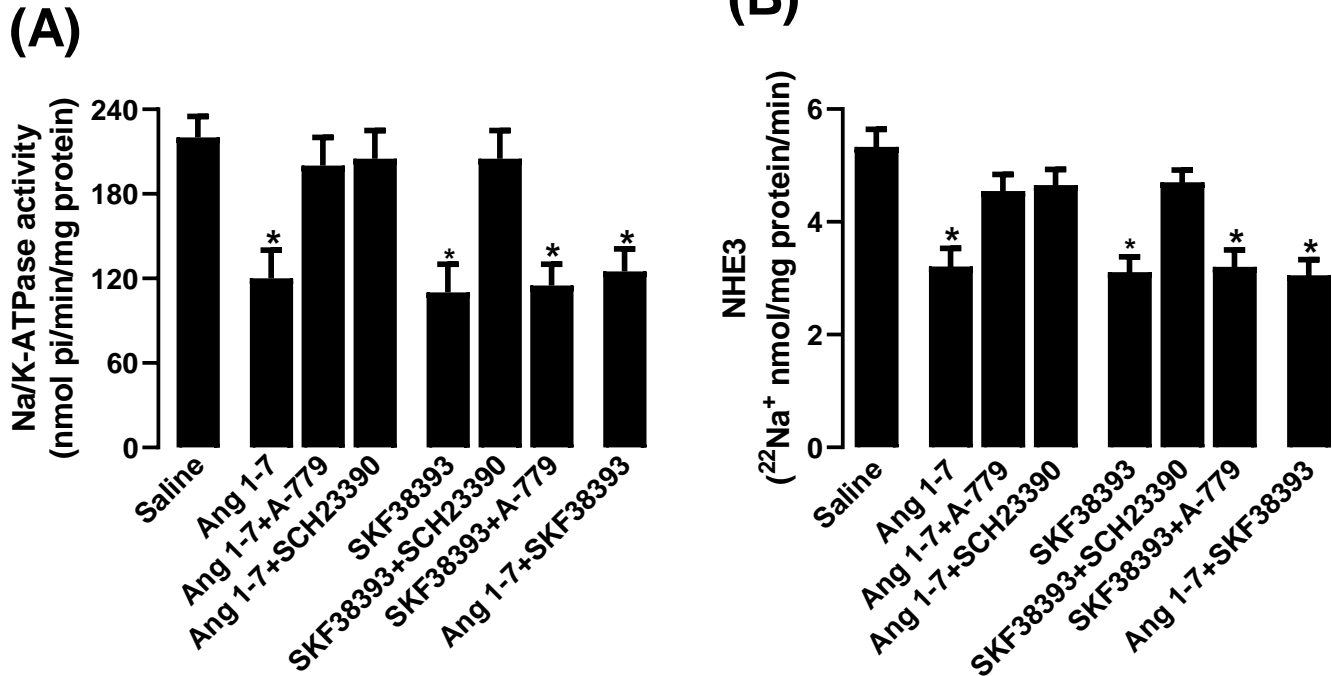 (A)
Na/K-ATPase activity
(nmol pi/min/mg protein)
240
180
120
60
0
*
*
*
*
Saline
Ang 1-7
Ang 1-7+A-779
Ang 1-7+SCH23390
SKF38393
SKF38393+SCH23390
SKF38393+A-779
Ang 1-7+SKF38393
(B)
NHE3
(²²Na⁺ nmol/mg protein/min)
6
4
2
0
*
*
*
*
Saline
Ang 1-7
Ang 1-7+A-779
Ang 1-7+SCH23390
SKF38393
SKF38393+SCH23390
SKF38393+A-779
Ang 1-7+SKF38393